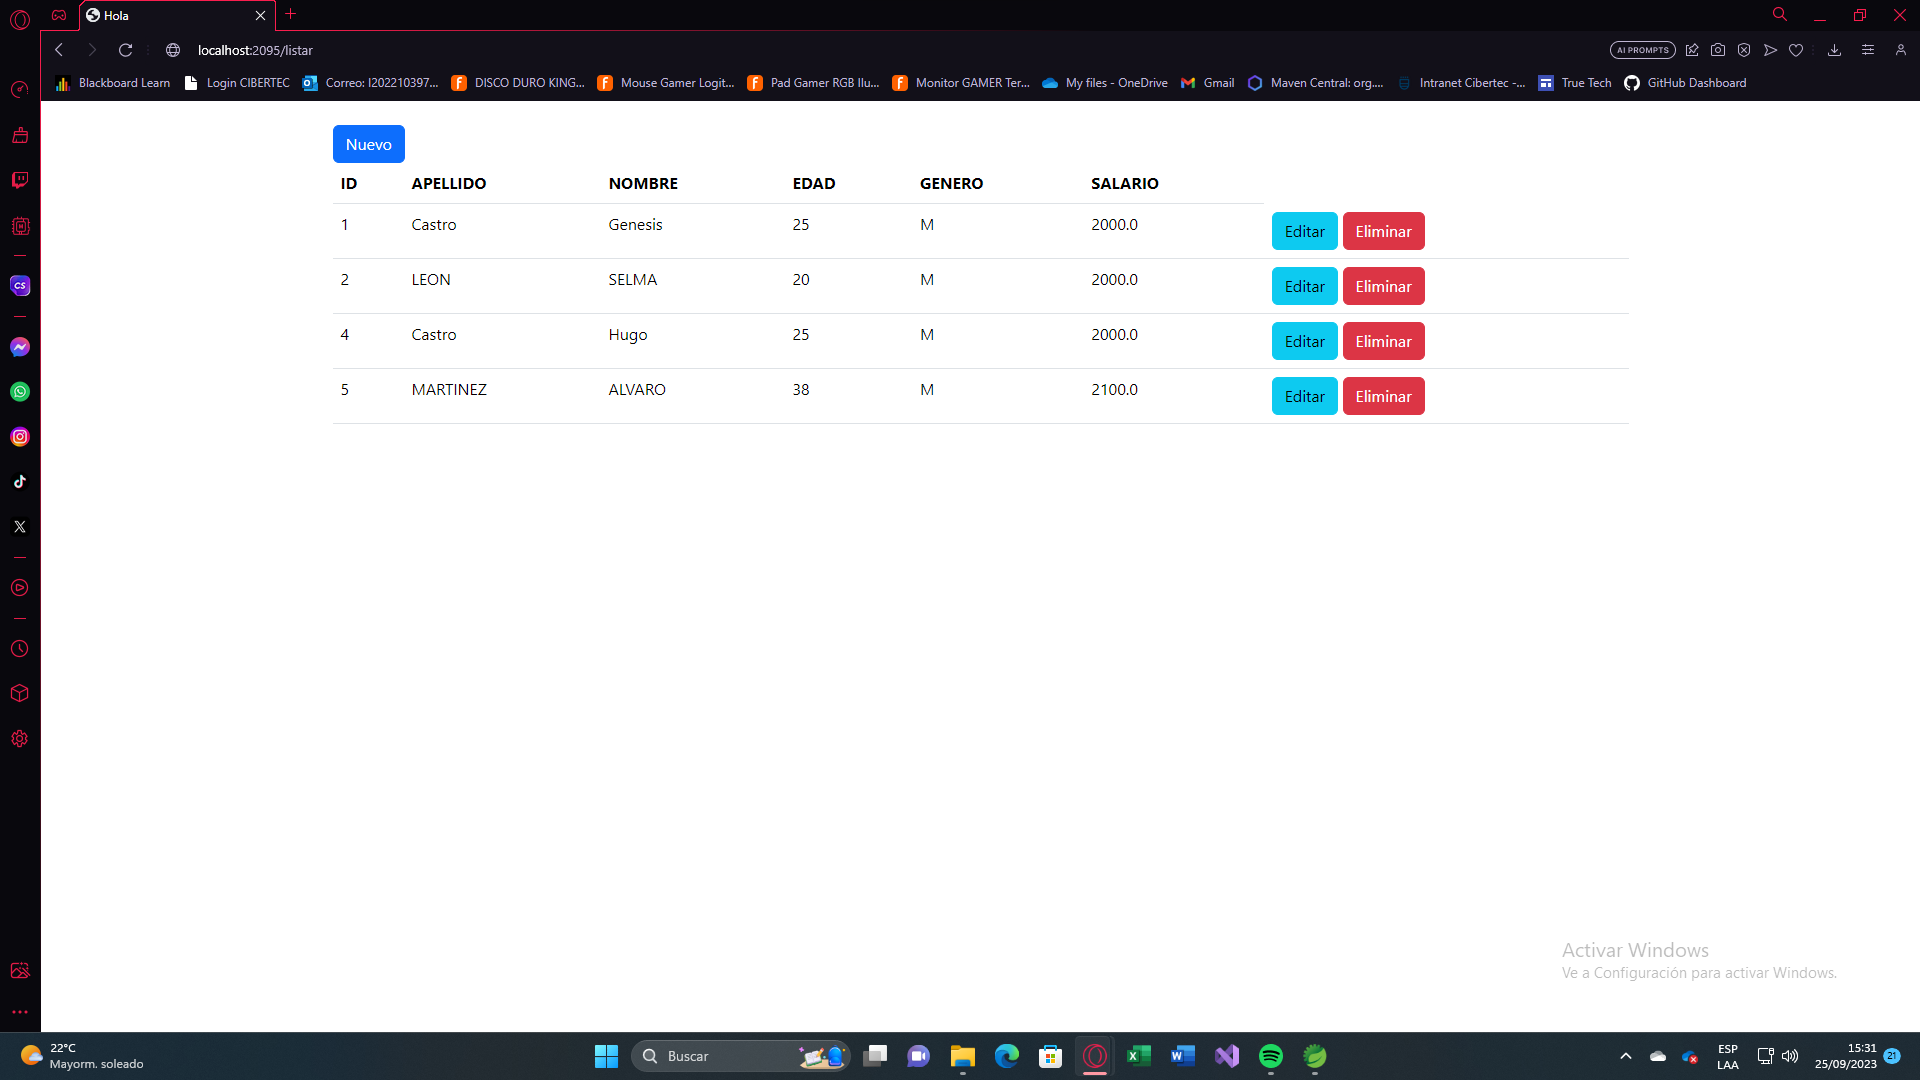 Hola
localhost:2095/listar
AI PROMPTS
Blackboard Learn
Login CIBERTEC
Correo: I202210397...
DISCO DURO KING...
Mouse Gamer Logit...
Pad Gamer RGB Ilu...
Monitor GAMER Ter...
My files - OneDrive
Gmail
Maven Central: org....
Intranet Cibertec -...
True Tech
GitHub Dashboard
Nuevo
ID APELLIDO NOMBRE EDAD GENERO SALARIO
1 Castro Genesis 25 M 2000.0 Editar Eliminar
2 LEON SELMA 20 M 2000.0 Editar Eliminar
4 Castro Hugo 25 M 2000.0 Editar Eliminar
5 MARTINEZ ALVARO 38 M 2100.0 Editar Eliminar
CS
Activar Windows
Ve a Configuración para activar Windows.
22°C
Mayorm. soleado
Buscar
ESP
LAA
15:31
25/09/2023
21